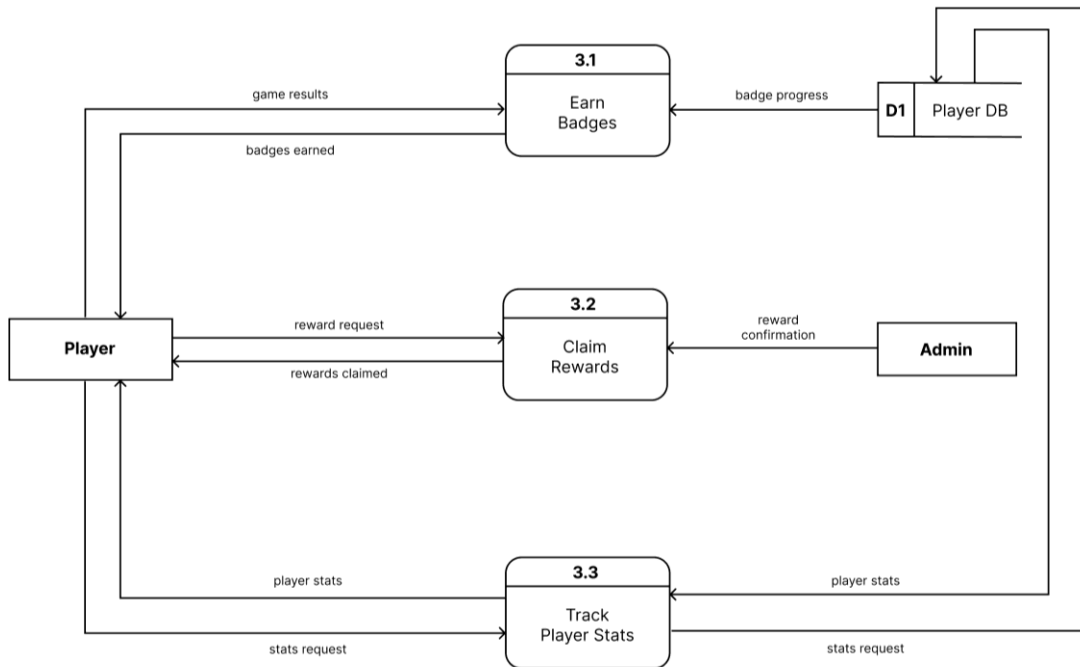 3.1
game results
Earn
Badges
badge progress
D1
Player DB
badges earned
3.2
reward request
reward
confirmation
Player
Claim
Rewards
Admin
rewards claimed
3.3
player stats
player stats
Track
Player Stats
stats request
stats request